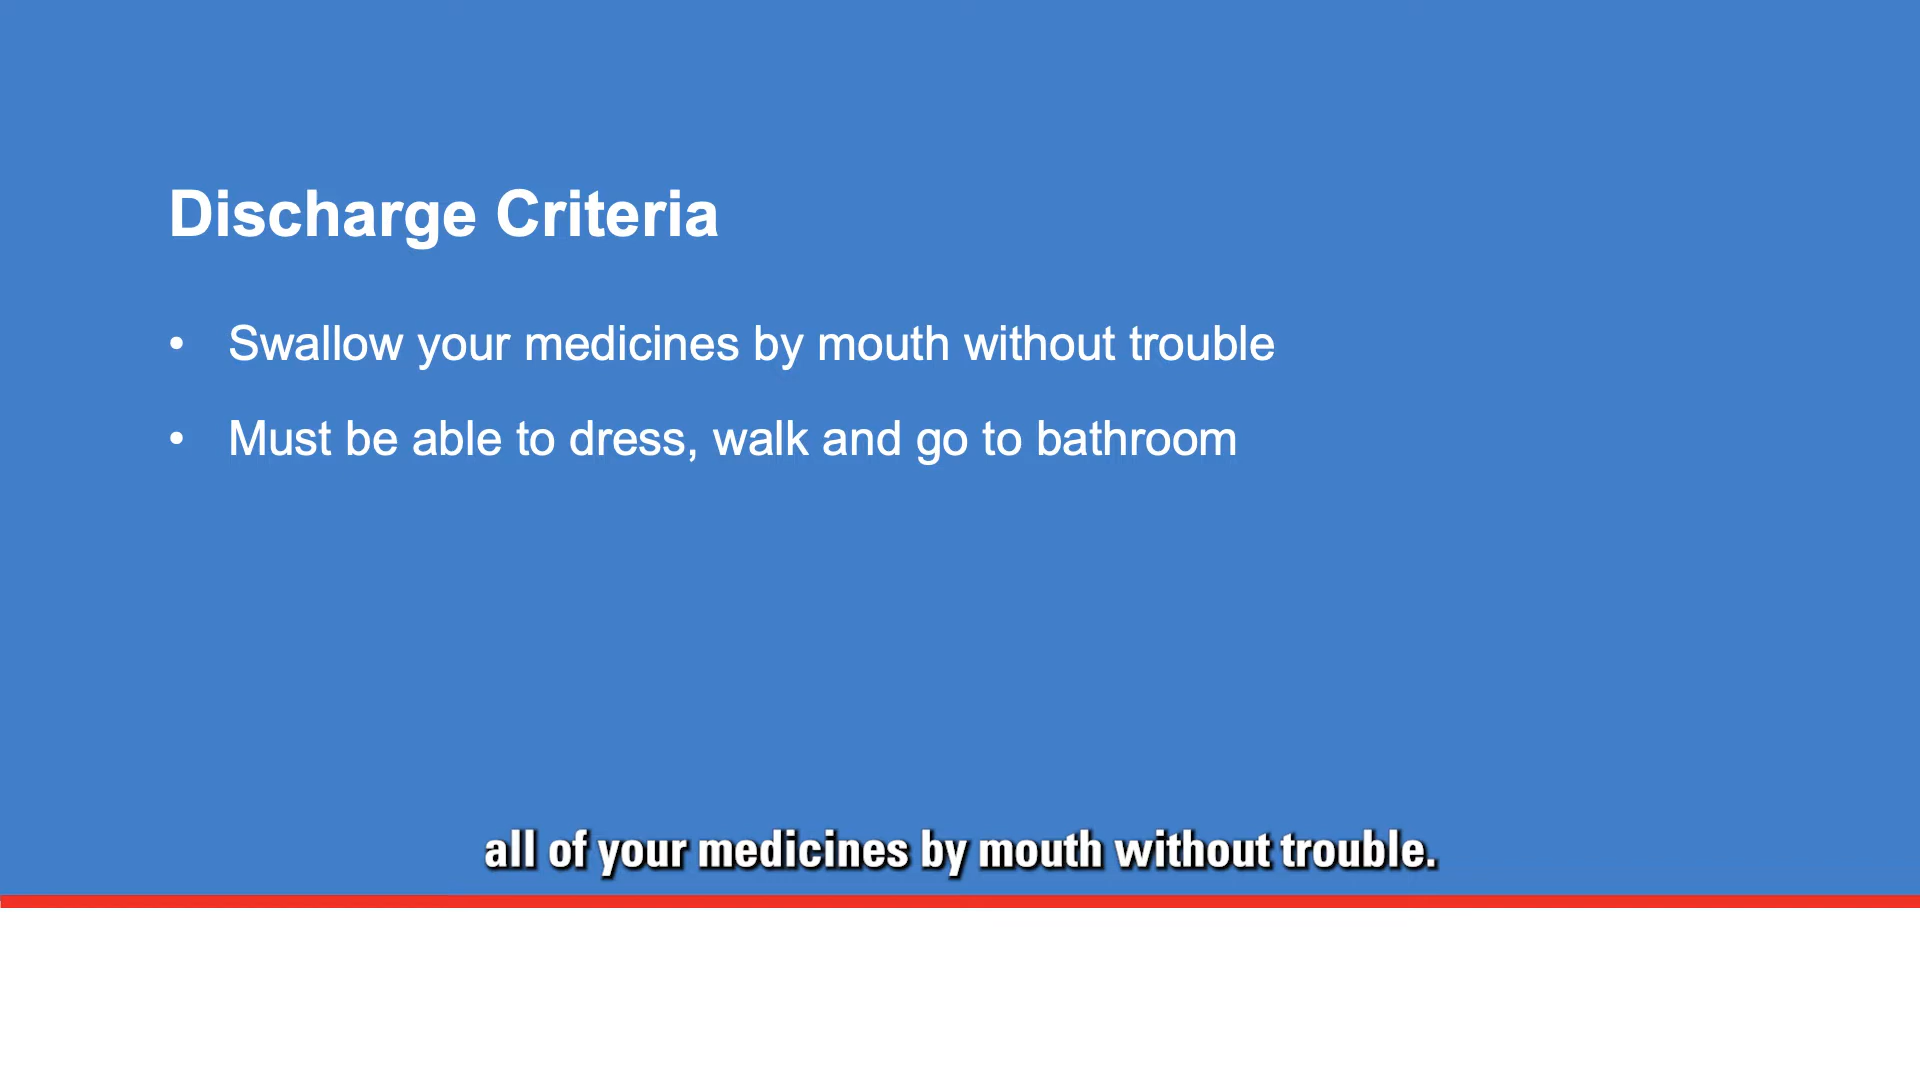 Discharge Criteria
• Swallow your medicines by mouth without trouble
• Must be able to dress, walk and go to bathroom
all of your medicines by mouth without trouble.